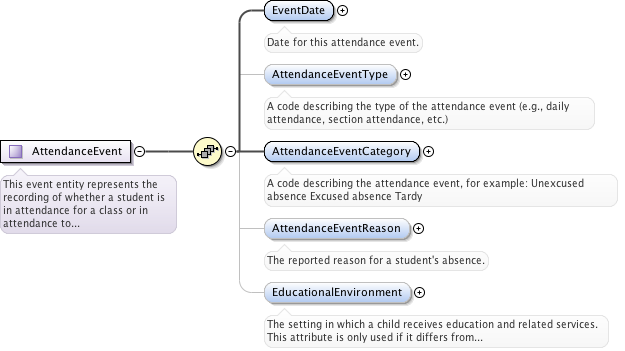 EventDate
Date for this attendance event.
AttendanceEventType
A code describing the type of the attendance event (e.g., daily
attendance, section attendance, etc.)
AttendanceEvent
This event entity represents the
recording of whether a student is
in attendance for a class or in
attendance to...
AttendanceEventCategory
A code describing the attendance event, for example: Unexcused
absence Excused absence Tardy
AttendanceEventReason
The reported reason for a student's absence.
EducationalEnvironment
The setting in which a child receives education and related services.
This attribute is only used if it differs from...